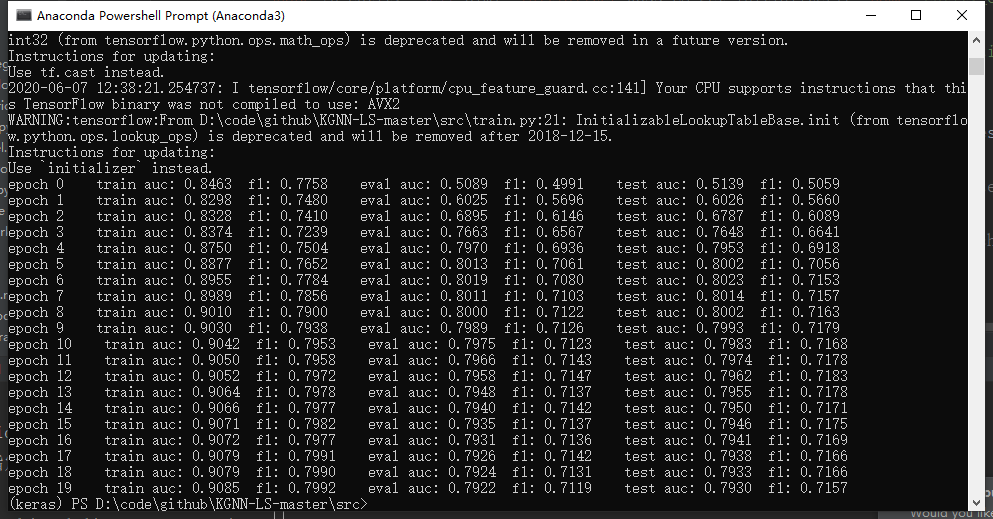 Anaconda Powershell Prompt (Anaconda3)
int32 (from tensorflow.python.ops.math_ops) is deprecated and will be removed in a future version.
Instructions for updating:
Use tf.cast instead.
2020-06-07 12:38:21.254737: I tensorflow/core/platform/cpu_feature_guard.cc:141] Your CPU supports instructions that thi
s TensorFlow binary was not compiled to use: AVX2
WARNING:tensorflow:From D:\code\github\KGNN-LS-master\src\train.py:21: InitializableLookupTableBase.init (from tensorflo
w.python.ops.lookup_ops) is deprecated and will be removed after 2018-12-15.
Instructions for updating:
Use `initializer` instead.
epoch 0    train auc: 0.8463  f1: 0.7758    eval auc: 0.5089  f1: 0.4991    test auc: 0.5139  f1: 0.5059
epoch 1    train auc: 0.8298  f1: 0.7480    eval auc: 0.6025  f1: 0.5696    test auc: 0.6026  f1: 0.5660
epoch 2    train auc: 0.8328  f1: 0.7410    eval auc: 0.6895  f1: 0.6146    test auc: 0.6787  f1: 0.6089
epoch 3    train auc: 0.8374  f1: 0.7239    eval auc: 0.7663  f1: 0.6567    test auc: 0.7648  f1: 0.6641
epoch 4    train auc: 0.8750  f1: 0.7504    eval auc: 0.7970  f1: 0.6936    test auc: 0.7953  f1: 0.6918
epoch 5    train auc: 0.8877  f1: 0.7652    eval auc: 0.8013  f1: 0.7061    test auc: 0.8002  f1: 0.7056
epoch 6    train auc: 0.8955  f1: 0.7784    eval auc: 0.8019  f1: 0.7080    test auc: 0.8023  f1: 0.7153
epoch 7    train auc: 0.8989  f1: 0.7856    eval auc: 0.8011  f1: 0.7103    test auc: 0.8014  f1: 0.7157
epoch 8    train auc: 0.9010  f1: 0.7900    eval auc: 0.8000  f1: 0.7122    test auc: 0.8002  f1: 0.7163
epoch 9    train auc: 0.9030  f1: 0.7938    eval auc: 0.7989  f1: 0.7126    test auc: 0.7993  f1: 0.7179
epoch 10    train auc: 0.9042  f1: 0.7953    eval auc: 0.7975  f1: 0.7123    test auc: 0.7983  f1: 0.7168
epoch 11    train auc: 0.9050  f1: 0.7958    eval auc: 0.7966  f1: 0.7143    test auc: 0.7974  f1: 0.7178
epoch 12    train auc: 0.9052  f1: 0.7972    eval auc: 0.7958  f1: 0.7147    test auc: 0.7962  f1: 0.7183
epoch 13    train auc: 0.9064  f1: 0.7978    eval auc: 0.7948  f1: 0.7137    test auc: 0.7955  f1: 0.7178
epoch 14    train auc: 0.9066  f1: 0.7977    eval auc: 0.7940  f1: 0.7142    test auc: 0.7950  f1: 0.7171
epoch 15    train auc: 0.9071  f1: 0.7982    eval auc: 0.7935  f1: 0.7137    test auc: 0.7946  f1: 0.7175
epoch 16    train auc: 0.9072  f1: 0.7977    eval auc: 0.7931  f1: 0.7136    test auc: 0.7941  f1: 0.7169
epoch 17    train auc: 0.9079  f1: 0.7991    eval auc: 0.7926  f1: 0.7142    test auc: 0.7938  f1: 0.7166
epoch 18    train auc: 0.9079  f1: 0.7990    eval auc: 0.7924  f1: 0.7131    test auc: 0.7933  f1: 0.7166
epoch 19    train auc: 0.9085  f1: 0.7992    eval auc: 0.7922  f1: 0.7119    test auc: 0.7930  f1: 0.7157
(keras) PS D:\code\github\KGNN-LS-master\src>
Would you like